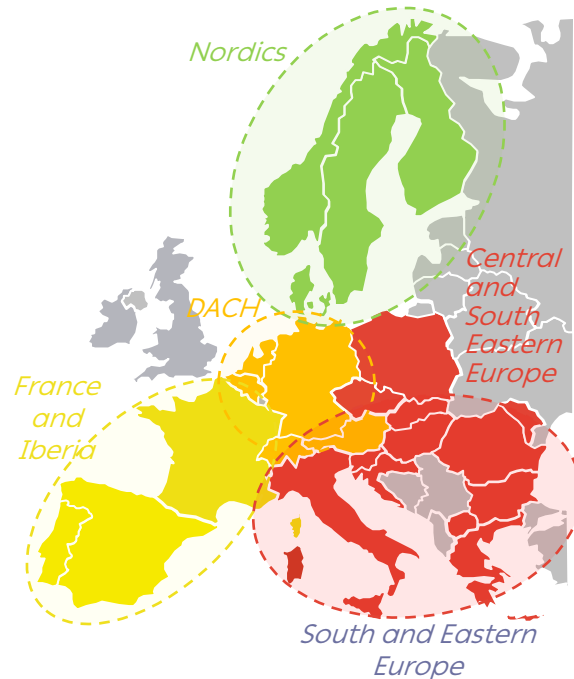 Nordics
Central
and
South
Eastern
Europe
DACH
France
and
Iberia
South and Eastern
Europe